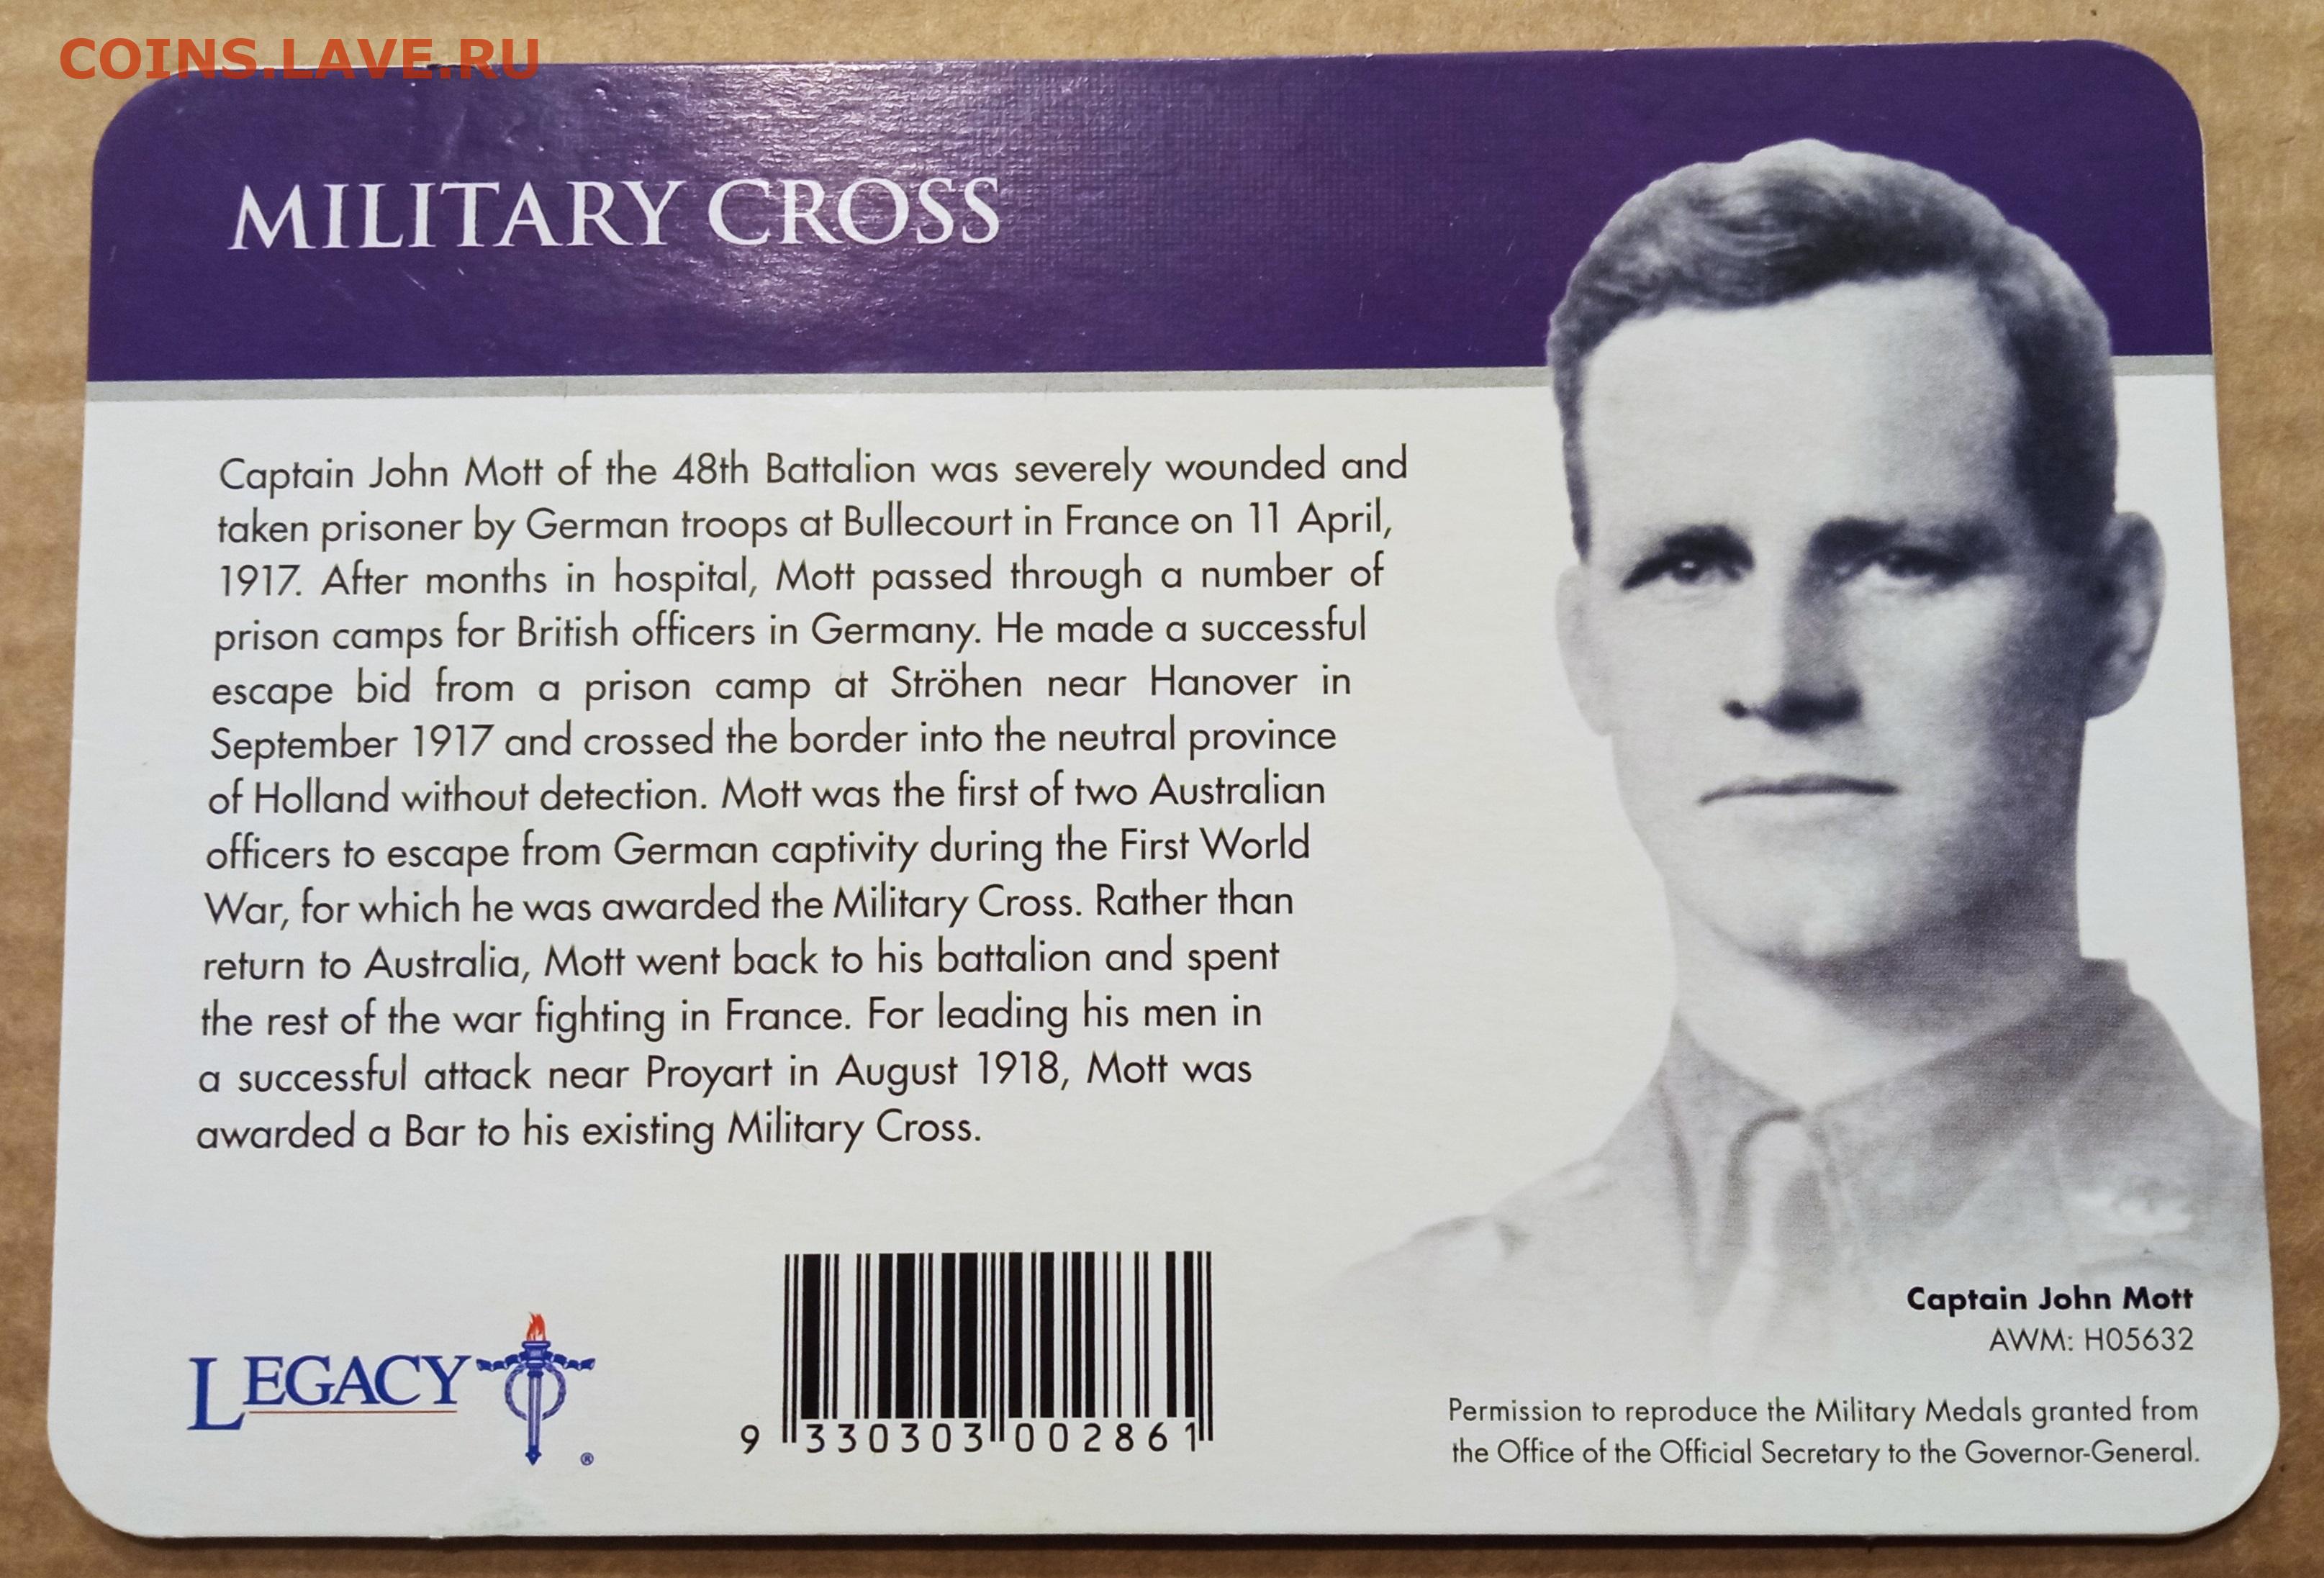 COINS.LAVE.RU
MILITARY CROSS
Captain John Mott of the 48th Battalion was severely wounded and
taken prisoner by German troops at Bullecourt in France on 11 April,
1917. After months in hospital, Mott passed through a number of
prison camps for British officers in Germany. He made a successful
escape bid from a prison camp at Ströhen near Hanover in
September 1917 and crossed the border into the neutral province
of Holland without detection. Mott was the first of two Australian
officers to escape from German captivity during the First World
War, for which he was awarded the Military Cross. Rather than
return to Australia, Mott went back to his battalion and spent
the rest of the war fighting in France. For leading his men in
a successful attack near Proyart in August 1918, Mott was
awarded a Bar to his existing Military Cross.
LEGACY
®
9 330303 002861
Captain John Mott
AWM: H05632
Permission to reproduce the Military Medals granted from
the Office of the Official Secretary to the Governor-General.